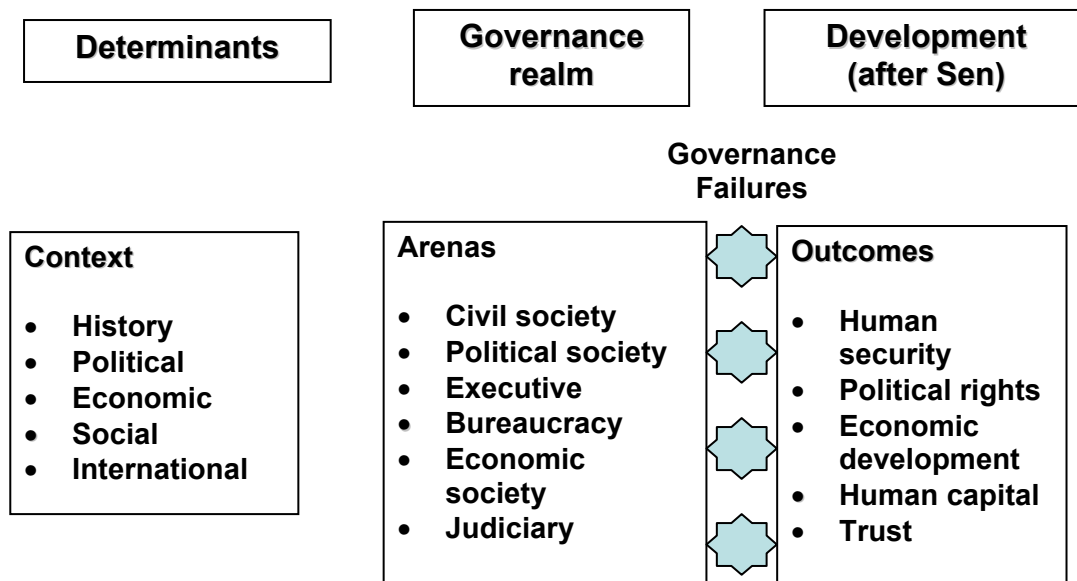 Determinants
Governance
realm
Development
(after Sen)
Governance
Failures
Context
• History
• Political
• Economic
• Social
• International
Arenas
• Civil society
• Political society
• Executive
• Bureaucracy
• Economic
society
• Judiciary
Outcomes
• Human
security
• Political rights
• Economic
development
• Human capital
• Trust